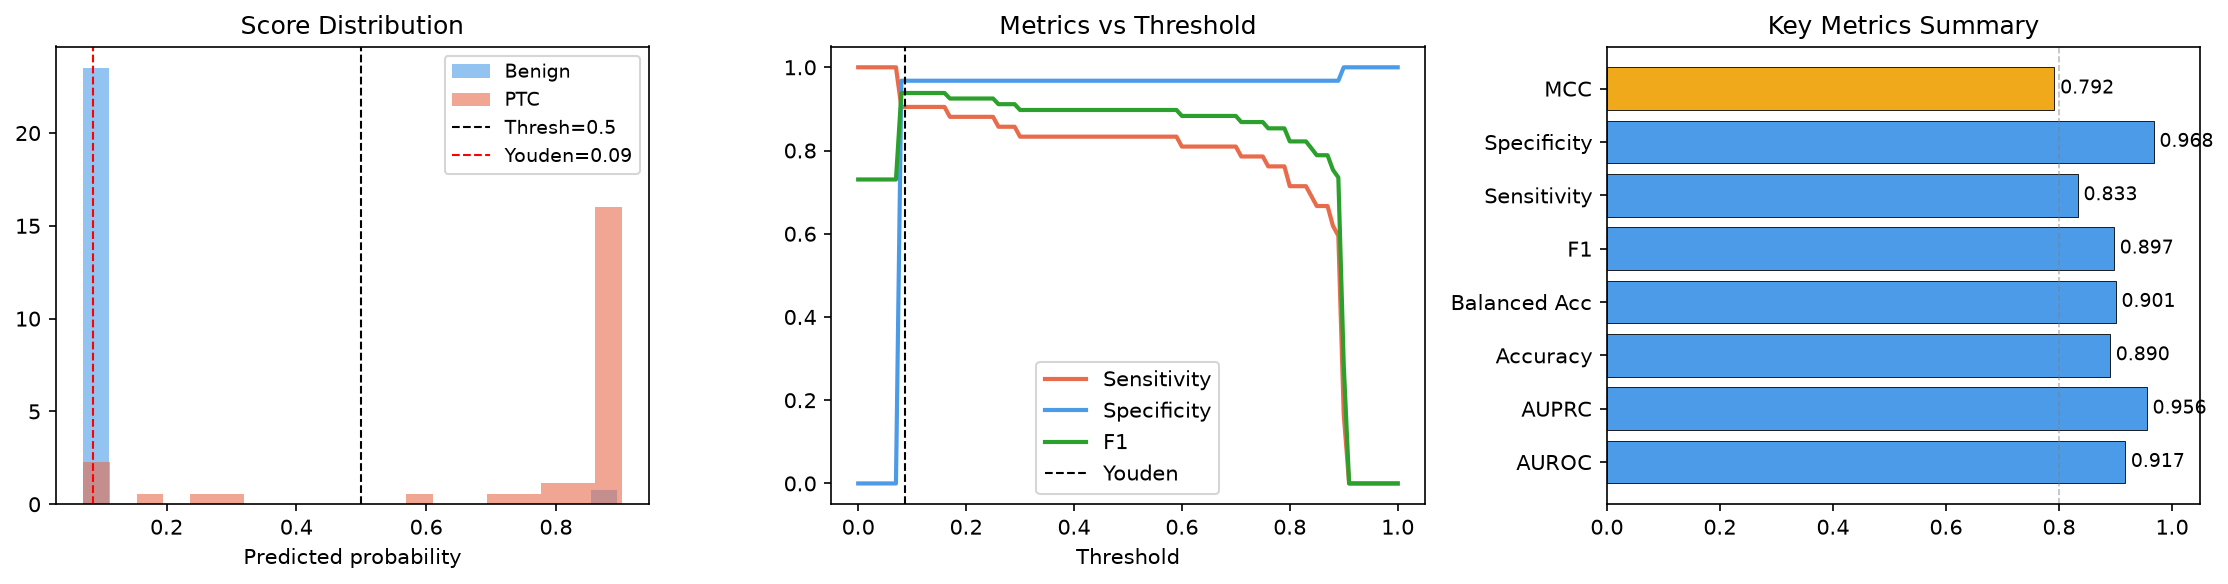 Score Distribution
Benign
PTC
Thresh=0.5
Youden=0.09
20
15
10
5
0
0.2 0.4 0.6 0.8
Predicted probability
Metrics vs Threshold
1.0
0.8
0.6
0.4
0.2
0.0
Sensitivity
Specificity
F1
Youden
0.0 0.2 0.4 0.6 0.8 1.0
Threshold
Key Metrics Summary
MCC 0.792
Specificity 0.968
Sensitivity 0.833
F1 0.897
Balanced Acc 0.901
Accuracy 0.890
AUPRC 0.956
AUROC 0.917
0.0 0.2 0.4 0.6 0.8 1.0